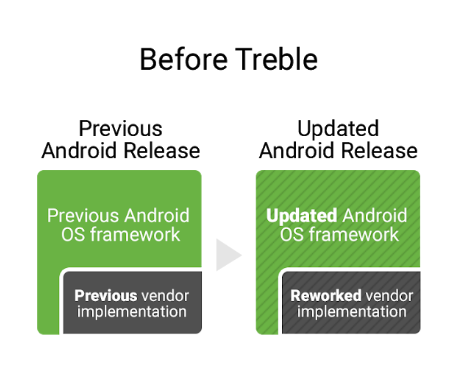 Before Treble
Previous
Android Release
Previous Android
OS framework
Previous vendor
implementation
Updated
Android Release
Updated Android
OS framework
Reworked vendor
implementation